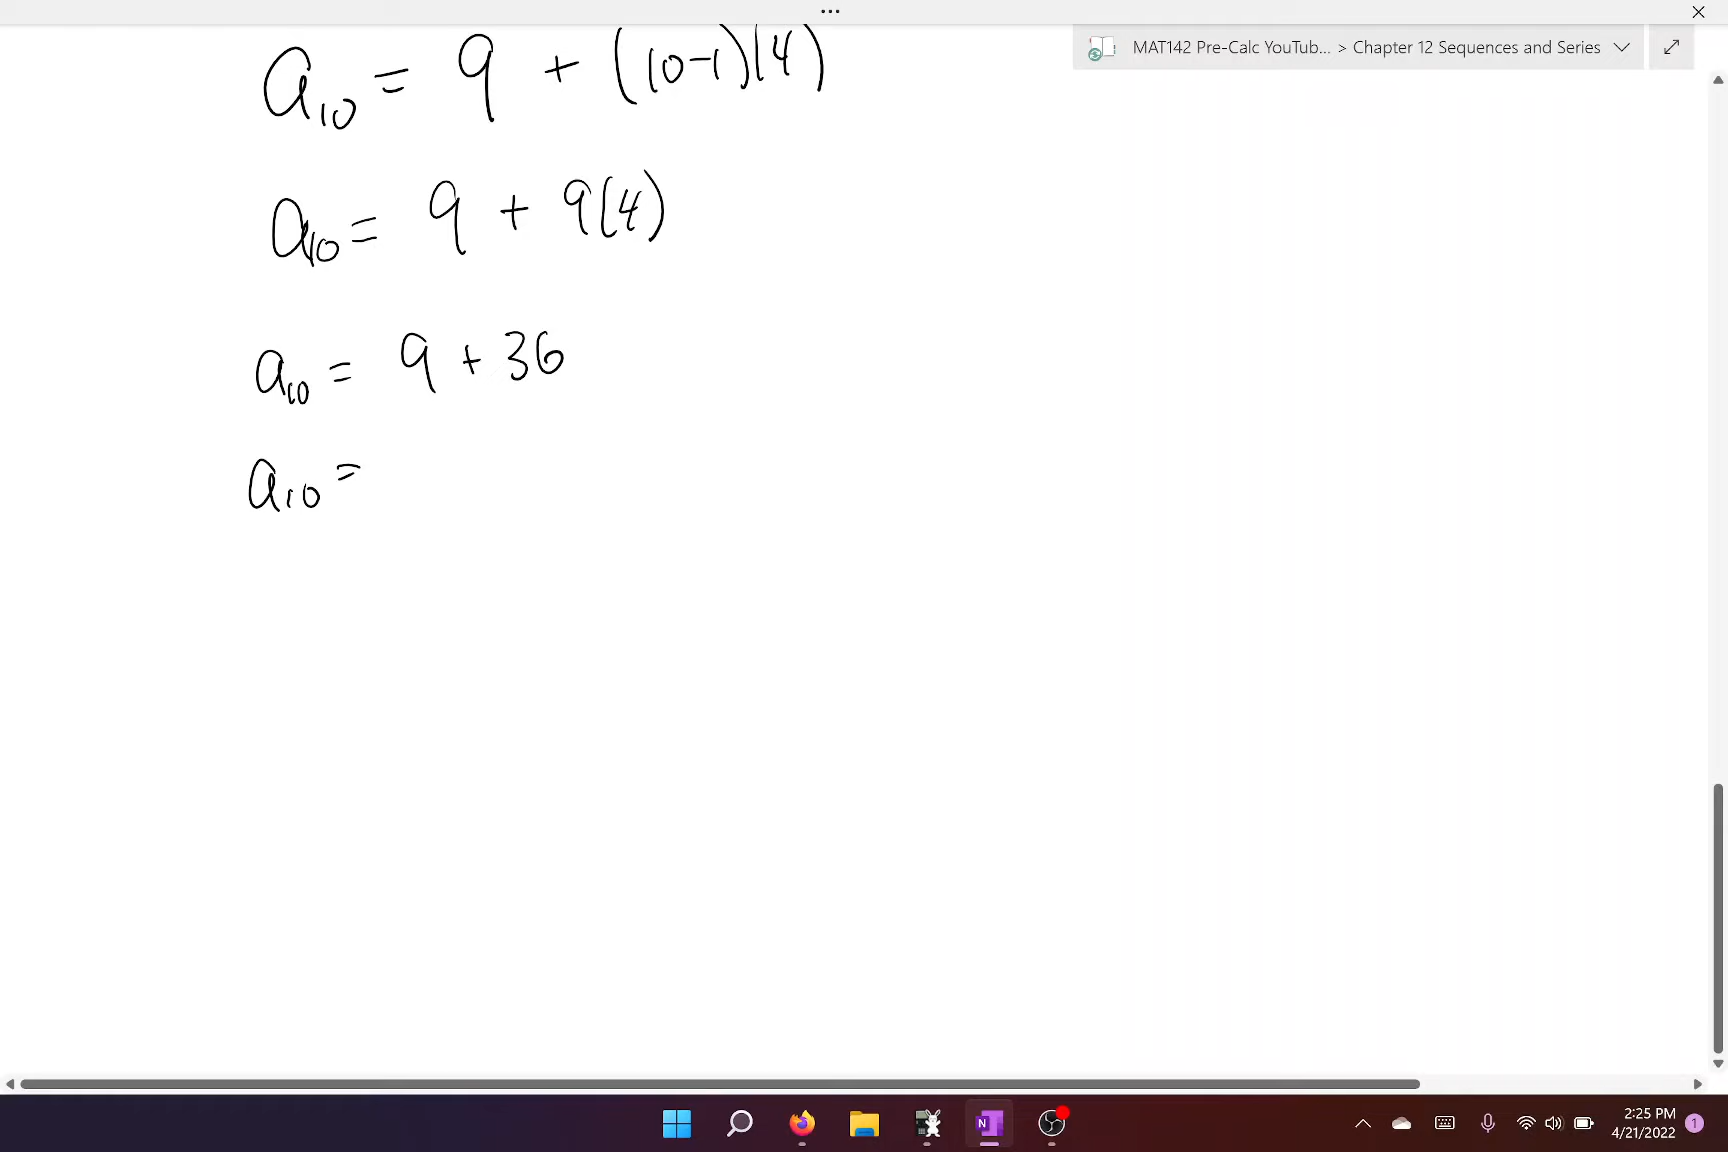 MAT142 Pre-Calc YouTub... > Chapter 12 Sequences and Series
a₁₀ = 9 + (10-1)(4)
a₁₀ = 9 + 9(4)
a₁₀ = 9 + 36
a₁₀ =
2:25 PM
4/21/2022
1